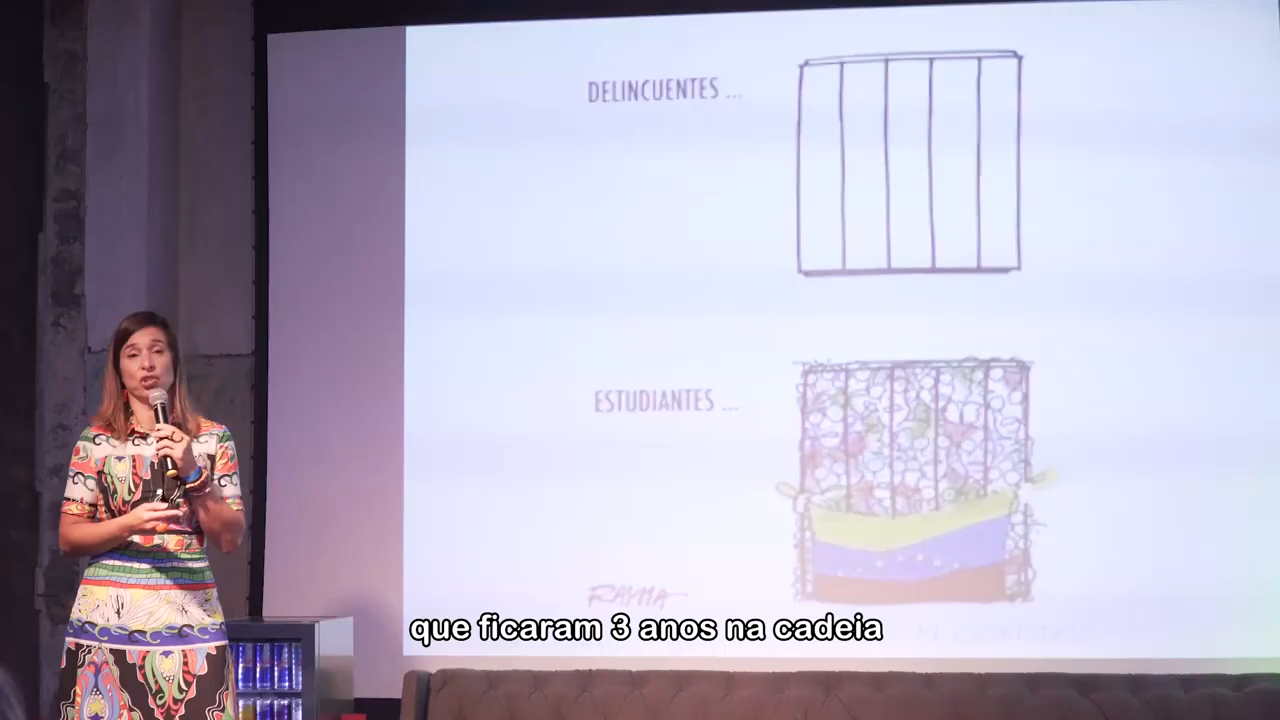 DELINCUENTES ...
ESTUDIANTES ...
RAYMA
que ficaram 3 anos na cadeia